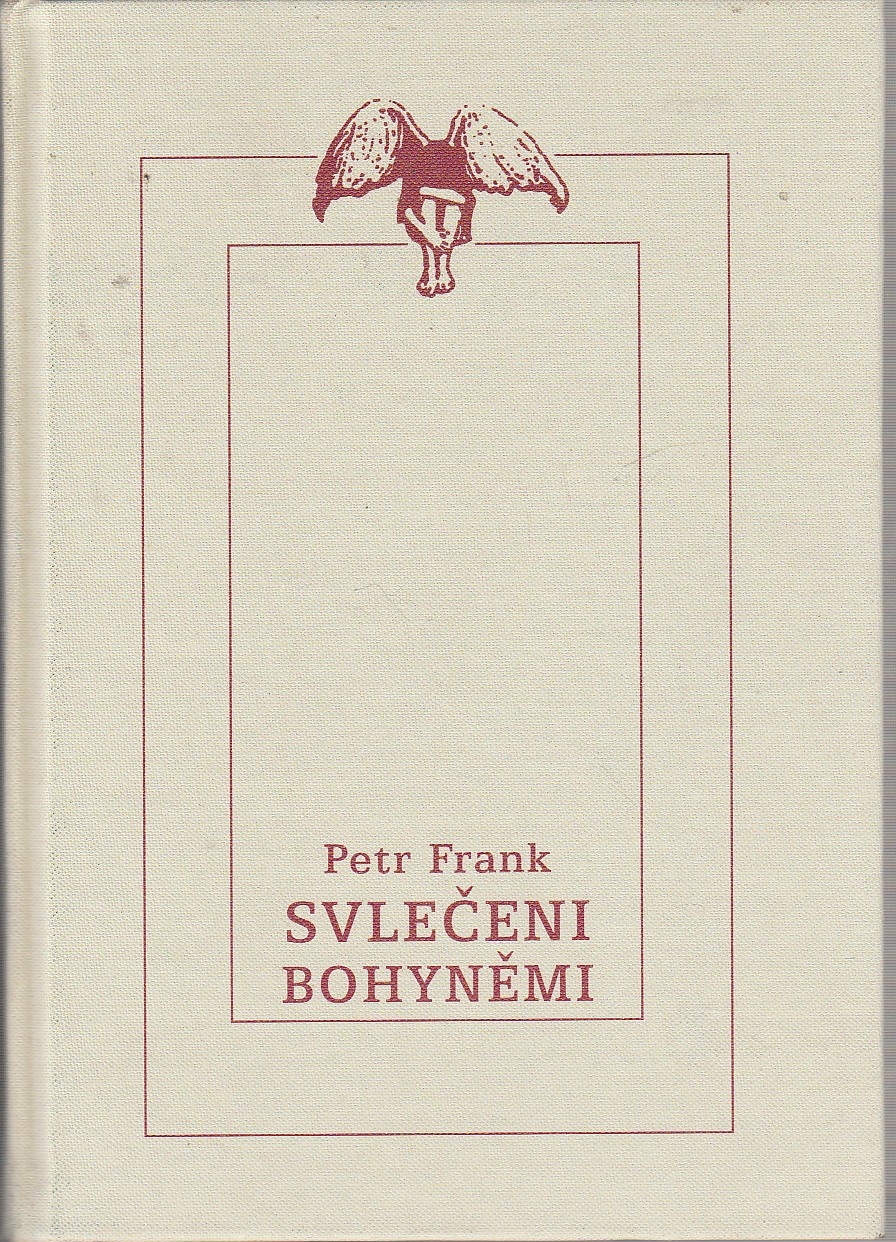 Petr Frank
SVLEČENI
BOHYNĚMI